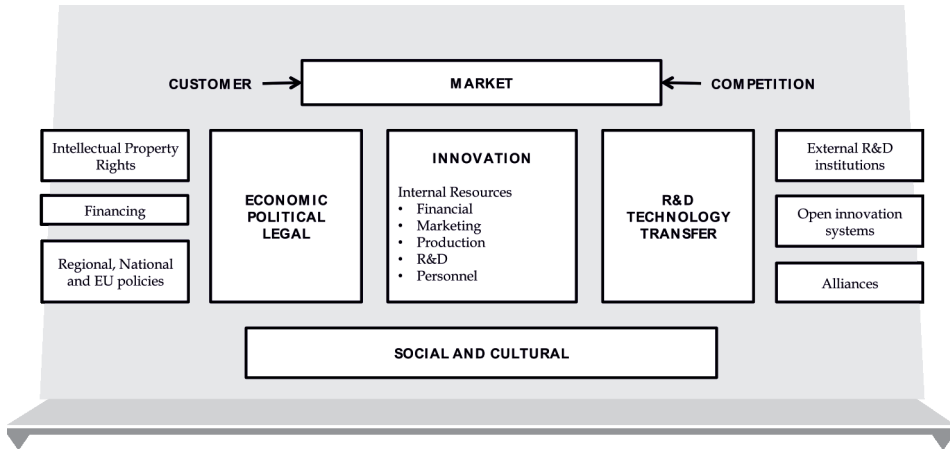 CUSTOMER
MARKET
COMPETITION
Intellectual Property
Rights
Financing
Regional, National
and EU policies
ECONOMIC
POLITICAL
LEGAL
INNOVATION
Internal Resources
• Financial
• Marketing
• Production
• R&D
• Personnel
R&D
TECHNOLOGY
TRANSFER
External R&D
institutions
Open innovation
systems
Alliances
SOCIAL AND CULTURAL